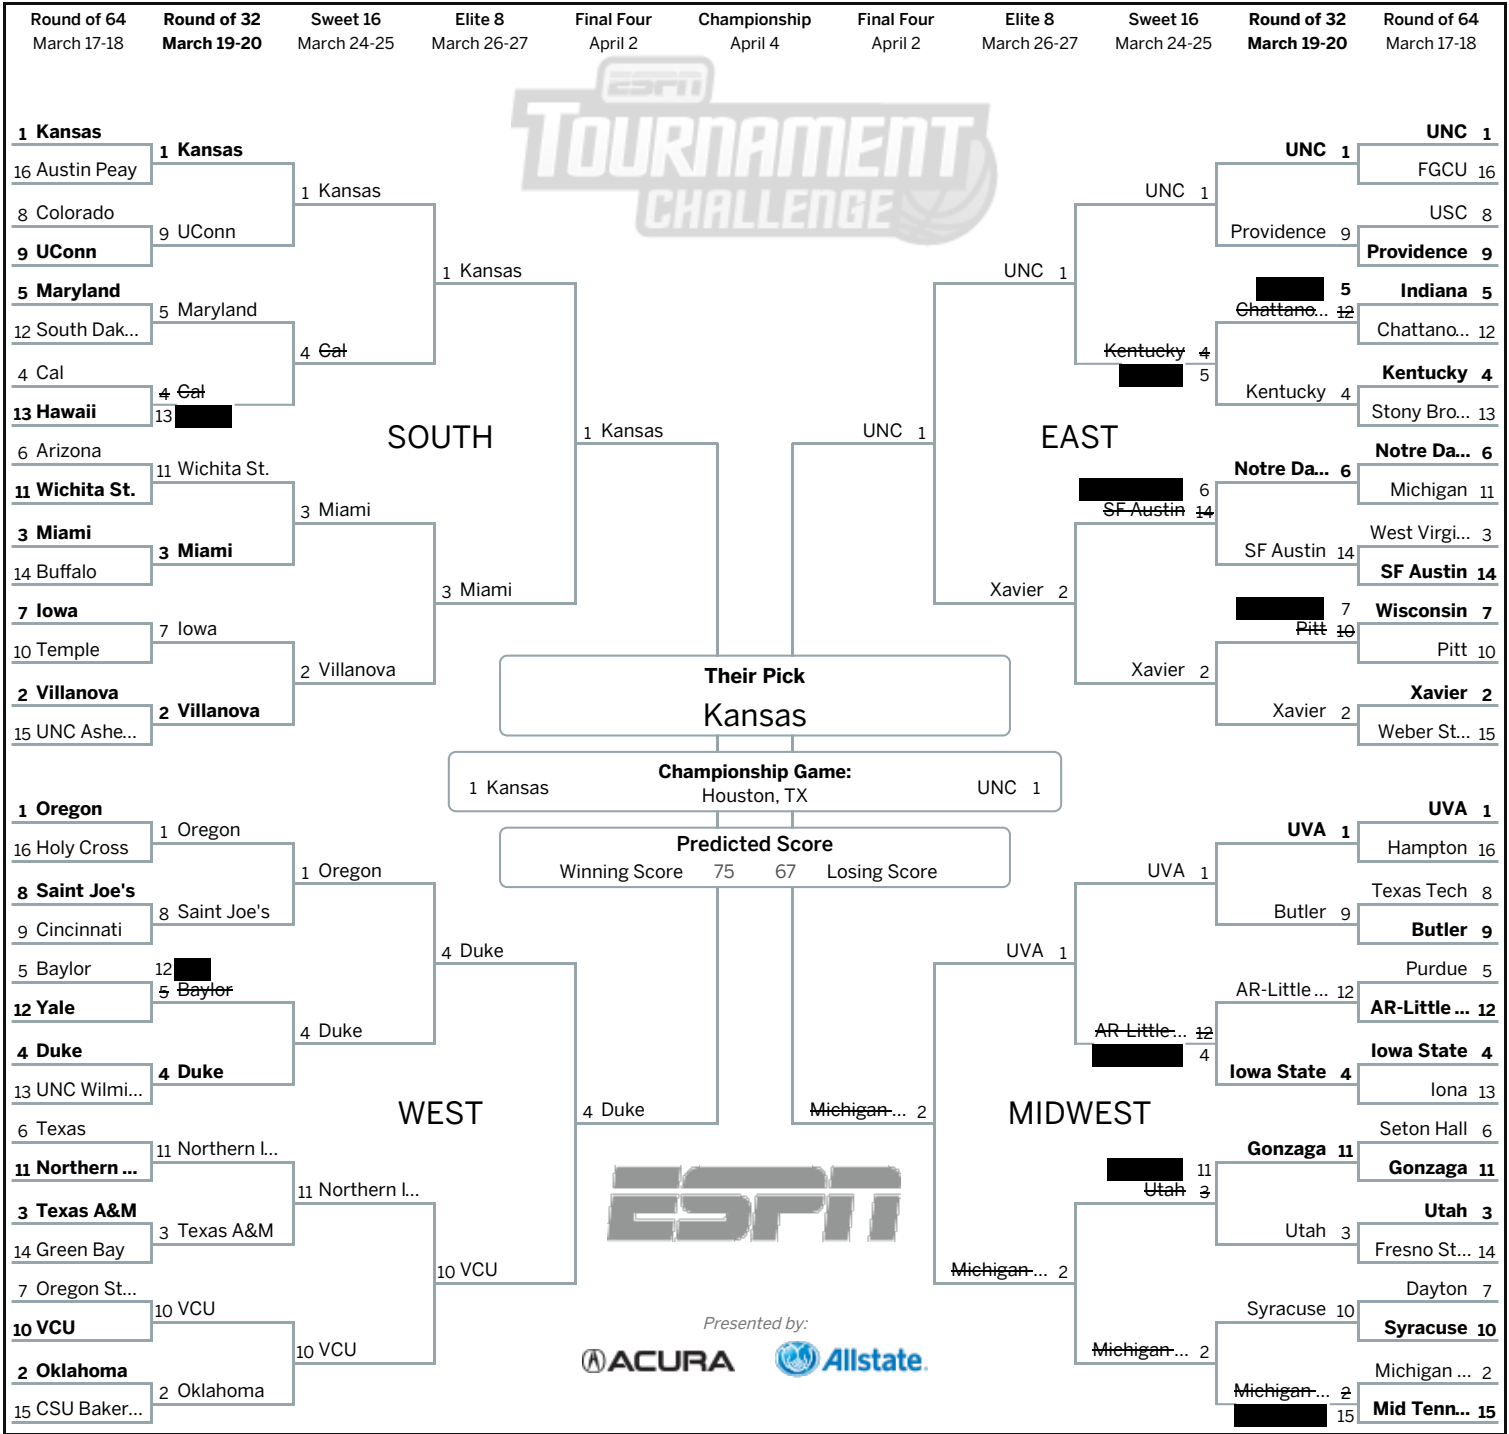 Round of 64 Round of 32 Sweet 16 Elite 8 Final Four Championship Final Four Elite 8 Sweet 16 Round of 32 Round of 64
March 17-18 March 19-20 March 24-25 March 26-27 April 2 April 4 April 2 March 26-27 March 24-25 March 19-20 March 17-18
ESPN
TOURNAMENT
CHALLENGE
1 Kansas
16 Austin Peay
8 Colorado
9 UConn
5 Maryland
12 South Dak...
4 Cal
13 Hawaii
6 Arizona
11 Wichita St.
3 Miami
14 Buffalo
7 Iowa
10 Temple
2 Villanova
15 UNC Ashe...
1 Kansas
9 UConn
5 Maryland
4 Cal
13
11 Wichita St.
3 Miami
7 Iowa
2 Villanova
1 Kansas
4 Cal
3 Miami
2 Villanova
1 Kansas
3 Miami
SOUTH
1 Kansas
1 Oregon
16 Holy Cross
8 Saint Joe's
9 Cincinnati
5 Baylor
12 Yale
4 Duke
13 UNC Wilmi...
6 Texas
11 Northern ...
3 Texas A&M
14 Green Bay
7 Oregon St...
10 VCU
2 Oklahoma
15 CSU Baker...
1 Oregon
8 Saint Joe's
12
5 Baylor
4 Duke
11 Northern I...
3 Texas A&M
10 VCU
2 Oklahoma
1 Oregon
4 Duke
11 Northern I...
10 VCU
4 Duke
10 VCU
WEST
4 Duke
Their Pick
Kansas
Championship Game:
1 Kansas Houston, TX UNC 1
Predicted Score
Winning Score 75 67 Losing Score
UNC 1
EAST
UNC 1
Xavier 2
UNC 1
Kentucky 4
5
6
SF Austin 14
Xavier 2
UNC 1
Providence 9
5
Chattano... 12
Kentucky 4
Notre Da... 6
SF Austin 14
7
Pitt 10
Xavier 2
UNC 1
FGCU 16
USC 8
Providence 9
Indiana 5
Chattano... 12
Kentucky 4
Stony Bro... 13
Notre Da... 6
Michigan 11
West Virgi... 3
SF Austin 14
Wisconsin 7
Pitt 10
Xavier 2
Weber St... 15
Michigan ... 2
MIDWEST
UVA 1
Michigan ... 2
UVA 1
AR-Little ... 12
4
11
Utah 3
Michigan ... 2
UVA 1
Butler 9
AR-Little ... 12
Iowa State 4
Gonzaga 11
Utah 3
Syracuse 10
Michigan ... 2
15
UVA 1
Hampton 16
Texas Tech 8
Butler 9
Purdue 5
AR-Little ... 12
Iowa State 4
Iona 13
Seton Hall 6
Gonzaga 11
Utah 3
Fresno St... 14
Dayton 7
Syracuse 10
Michigan ... 2
Mid Tenn... 15
ESPN
Presented by:
ACURA Allstate.